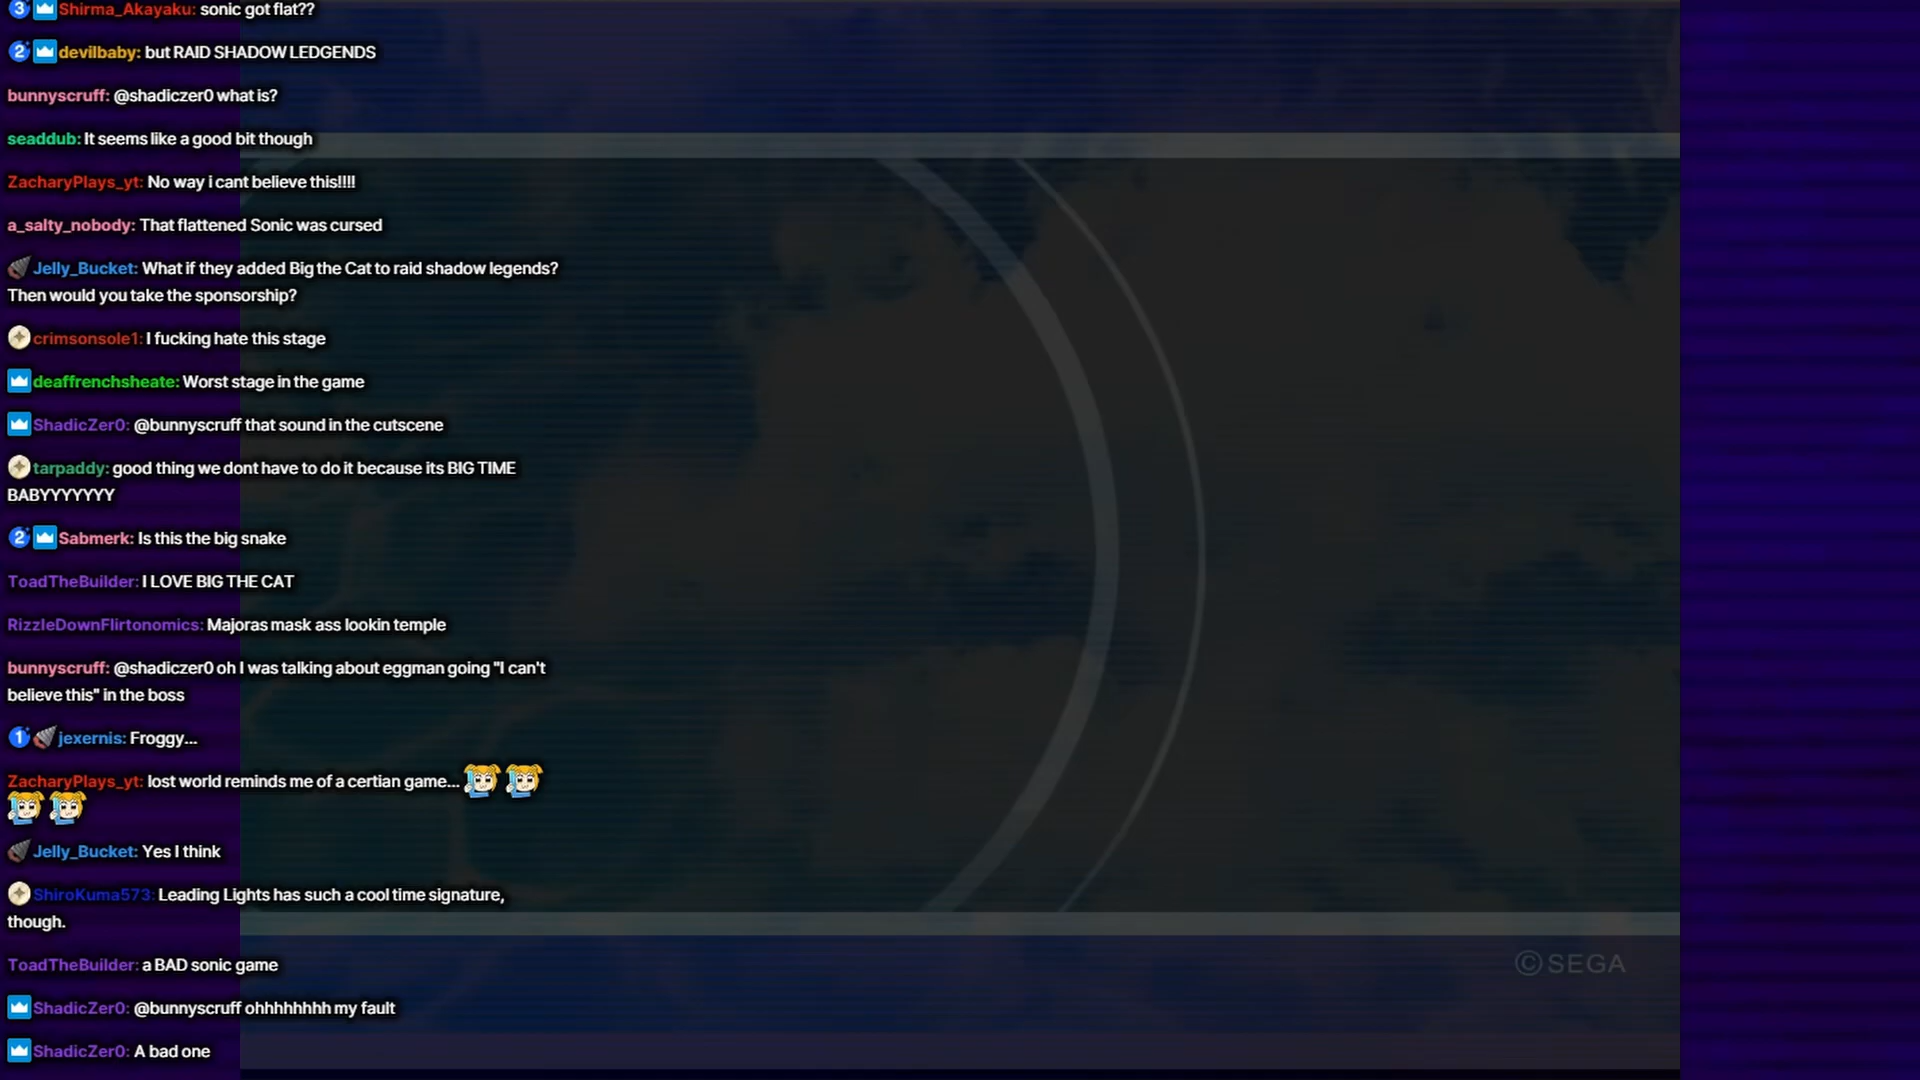 3 Shirma_Akayaku: sonic got flat??
2 devilbaby: but RAID SHADOW LEDGENDS
bunnyscruff: @shadiczer0 what is?
seaddub: It seems like a good bit though
ZacharyPlays_yt: No way i cant believe this!!!!
a_salty_nobody: That flattened Sonic was cursed
Jelly_Bucket: What if they added Big the Cat to raid shadow legends?
Then would you take the sponsorship?
crimsonsole1: I fucking hate this stage
deaffrenchsheate: Worst stage in the game
ShadicZer0: @bunnyscruff that sound in the cutscene
tarpaddy: good thing we dont have to do it because its BIG TIME
BABYYYYYYY
2 Sabmerk: Is this the big snake
ToadTheBuilder: I LOVE BIG THE CAT
RizzleDownFlirtonomics: Majoras mask ass lookin temple
bunnyscruff: @shadiczer0 oh I was talking about eggman going "I can't
believe this" in the boss
1 jexernis: Froggy...
ZacharyPlays_yt: lost world reminds me of a certian game...
Jelly_Bucket: Yes I think
ShiroKuma573: Leading Lights has such a cool time signature,
though.
ToadTheBuilder: a BAD sonic game
©SEGA
ShadicZer0: @bunnyscruff ohhhhhhhh my fault
ShadicZer0: A bad one